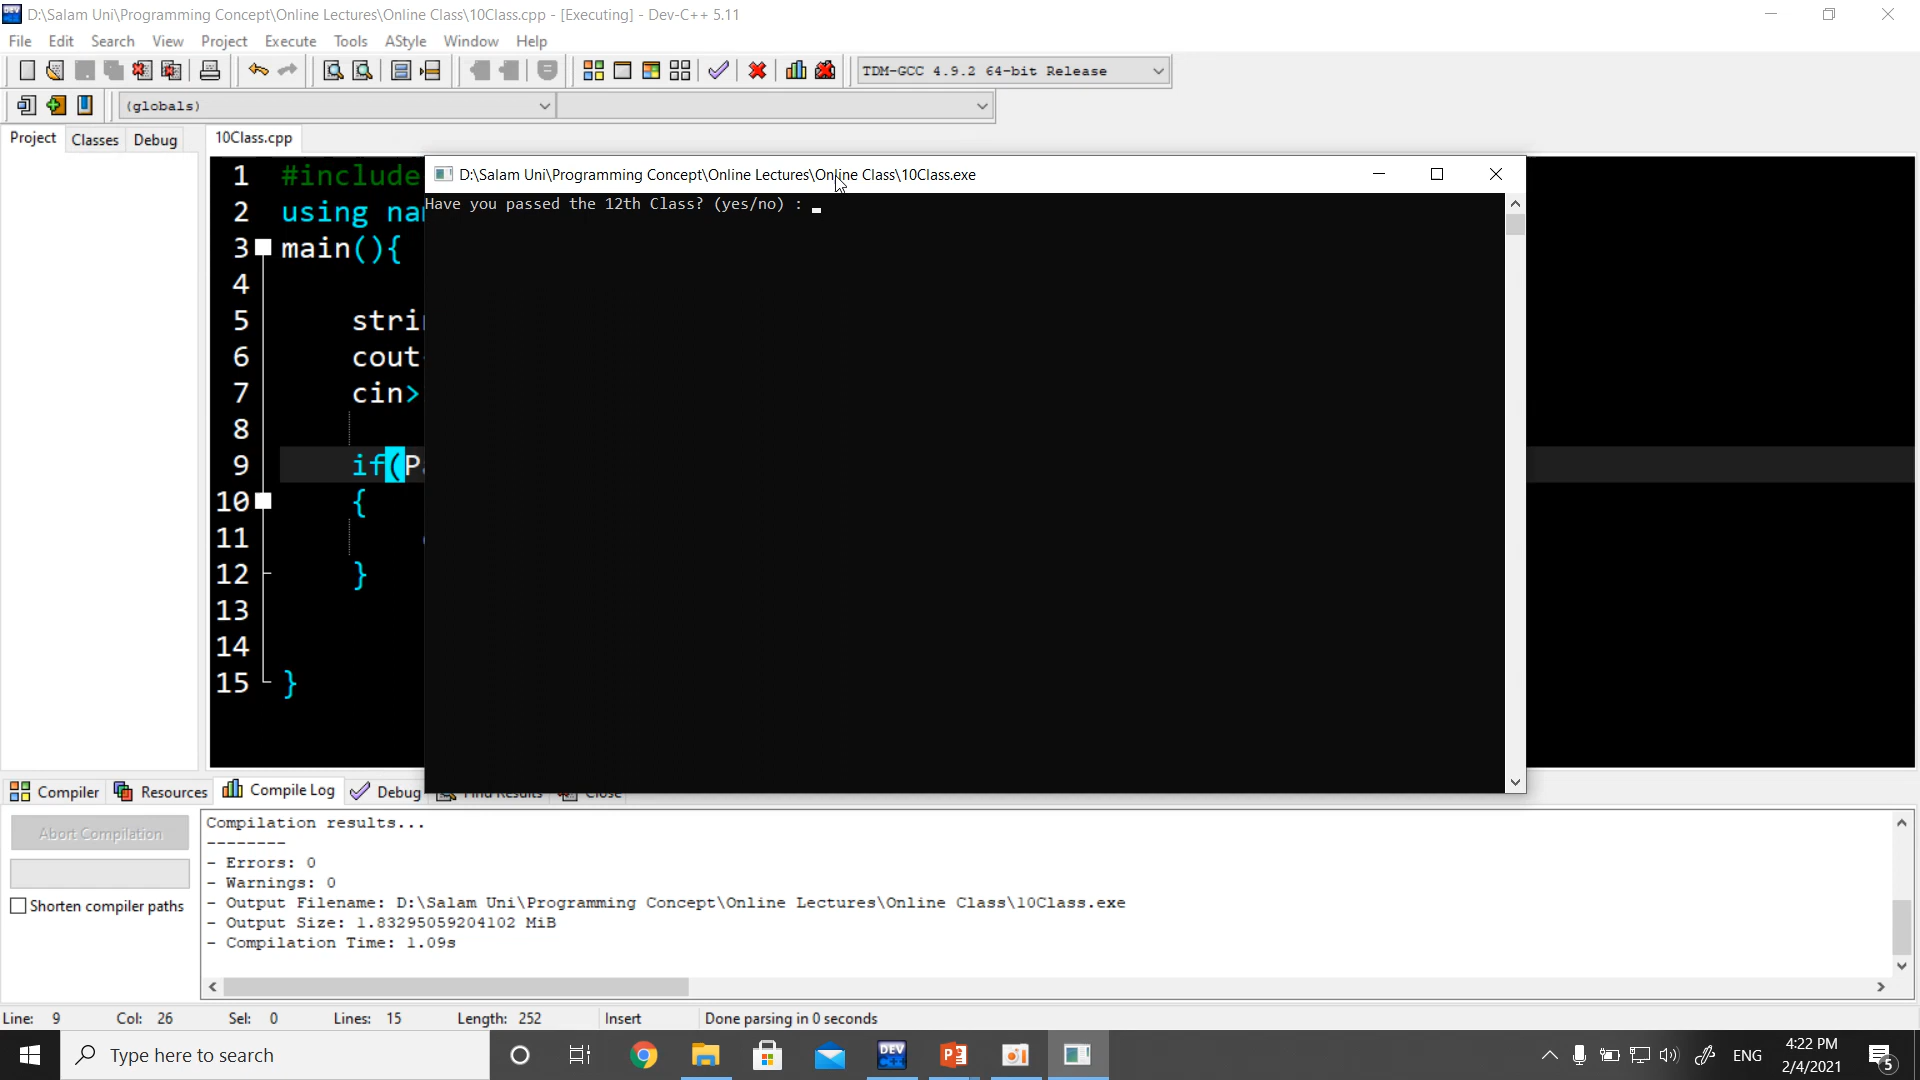 D:\Salam Uni\Programming Concept\Online Lectures\Online Class\10Class.cpp - [Executing] - Dev-C++ 5.11
File Edit Search View Project Execute Tools AStyle Window Help
TDM-GCC 4.9.2 64-bit Release
(globals)
Project Classes Debug 10Class.cpp
D:\Salam Uni\Programming Concept\Online Lectures\Online Class\10Class.exe
Have you passed the 12th Class? (yes/no) :
1 #include
2 using
3 main(){
4
5
6 cout
7 cin>
8
9 if(
10 {
11
12 }
13
14
15 }
Compiler Resources Compile Log Debug
Abort Compilation
Shorten compiler paths
Compilation results...
--------
- Errors: 0
- Warnings: 0
- Output Filename: D:\Salam Uni\Programming Concept\Online Lectures\Online Class\10Class.exe
- Output Size: 1.83295059204102 MiB
- Compilation Time: 1.09s
Line: 9 Col: 26 Sel: 0 Lines: 15 Length: 252 Insert Done parsing in 0 seconds
Type here to search
DEV C++
ENG
4:22 PM
2/4/2021
5